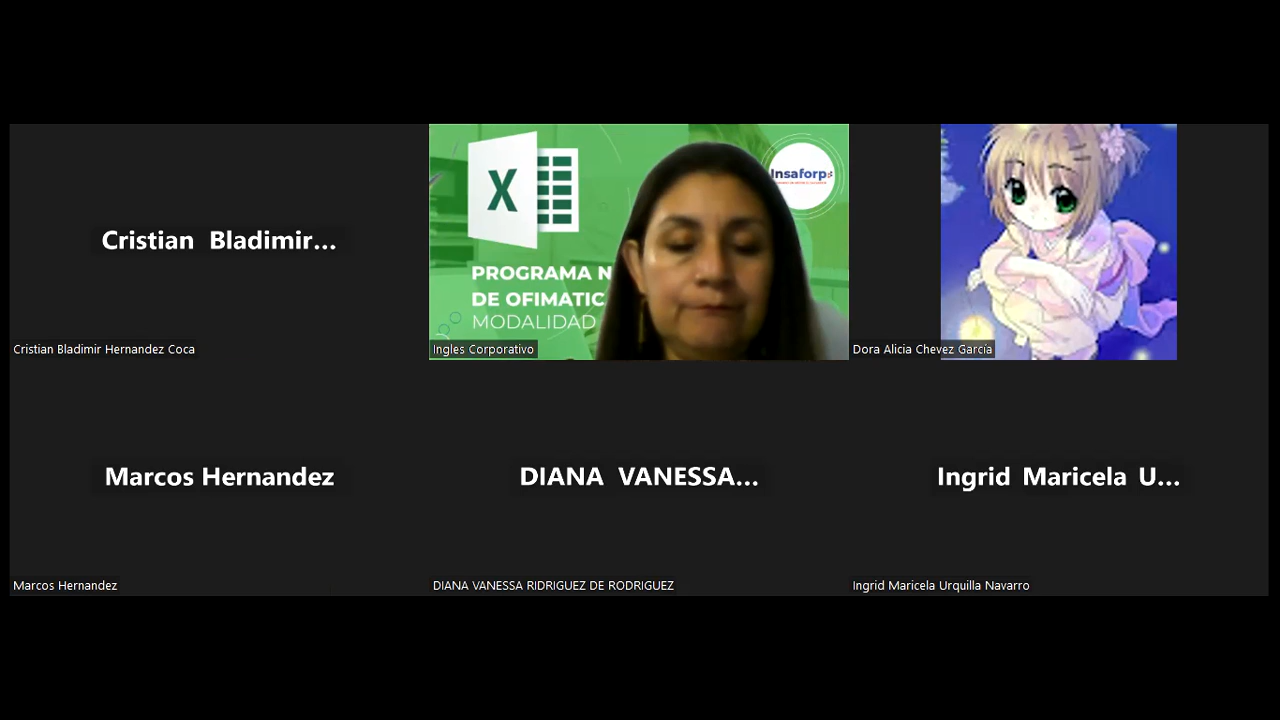 Cristian Bladimir...
Cristian Bladimir Hernandez Coca
X
Insaforp
PROGRAMA N
DE OFIMATIC
MODALIDAD
Ingles Corporativo
Dora Alicia Chevez García
Marcos Hernandez
Marcos Hernandez
DIANA VANESSA...
DIANA VANESSA RIDRIGUEZ DE RODRIGUEZ
Ingrid Maricela U...
Ingrid Maricela Urquilla Navarro